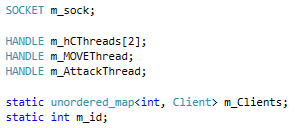 SOCKET m_sock;
HANDLE m_hCThreads[2];
HANDLE m_MOVEThread;
HANDLE m_AttackThread;
static unordered_map<int, Client> m_Clients;
static int m_id;